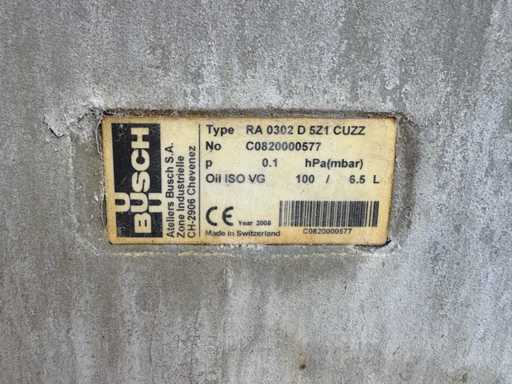 BUSCH
BUSCH
Ateliers Busch S.A.
Zone Industrielle
CH-2906 Chevenez
Type RA 0302 D 5Z1 CUZZ
No C0820000577
p 0.1 hPa(mbar)
Oil ISO VG 100 / 6.5 L
CE Year 2008
Made in Switzerland
C0820000577